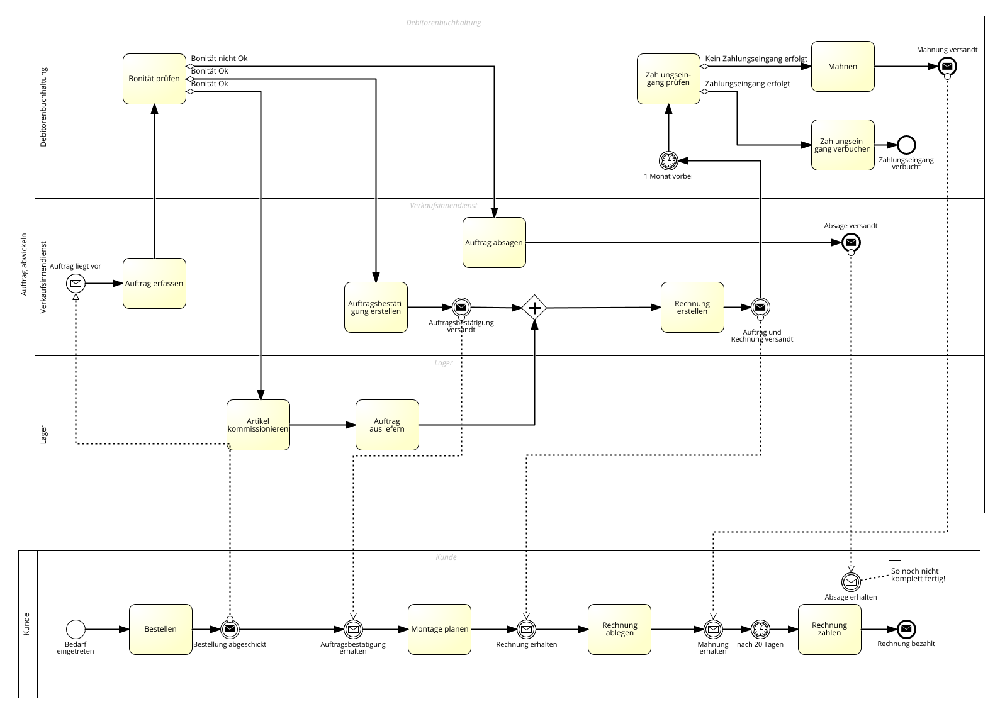 Debitorenbuchhaltung
Debitorenbuchhaltung
Bonität prüfen
Bonität nicht Ok
Bonität Ok
Bonität Ok
Zahlungsein-
gang prüfen
Kein Zahlungseingang erfolgt
Zahlungseingang erfolgt
Mahnen
Mahnung versandt
Zahlungsein-
gang verbuchen
Zahlungseingang
verbucht
1 Monat vorbei
Auftrag abwickeln
Verkaufsinnendienst
Verkaufsinnendienst
Auftrag liegt vor
Auftrag erfassen
Auftrag absagen
Absage versandt
Auftragsbestäti-
gung erstellen
Auftragsbestätigung
versandt
Rechnung
erstellen
Auftrag und
Rechnung versandt
Lager
Lager
Artikel
kommissionieren
Auftrag
ausliefern
Kunde
Kunde
So noch nicht
komplett fertig!
Absage erhalten
Bedarf
eingetreten
Bestellen
Bestellung abgeschickt
Auftragsbestätigung
erhalten
Montage planen
Rechnung erhalten
Rechnung
ablegen
Mahnung
erhalten
nach 20 Tagen
Rechnung
zahlen
Rechnung bezahlt